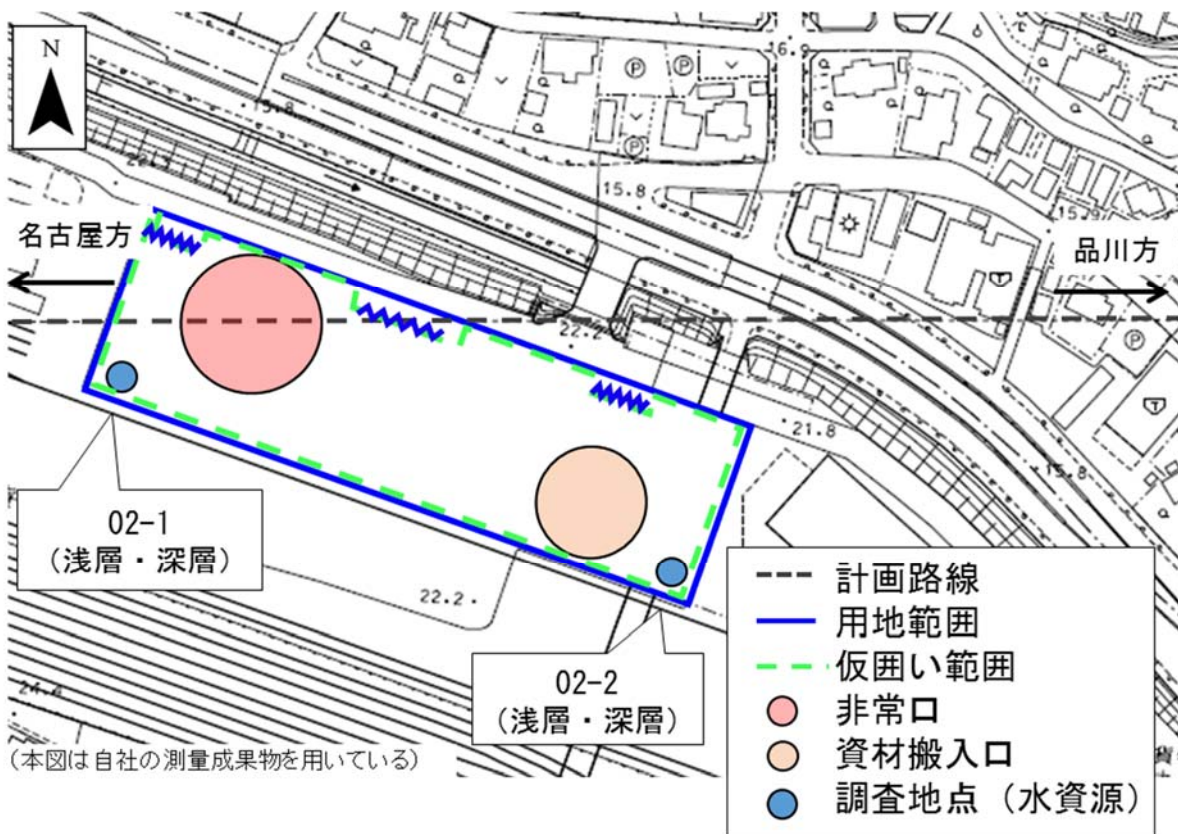 N
16.9
P
P
15.8
P
22.3
15.8
15.9
名古屋方
品川方
22.2
P
21.8
15.8
02-1
(浅層・深層)
22.2
02-2
(浅層・深層)
24.4
計画路線
用地範囲
仮囲い範囲
非常口
資材搬入口
調査地点(水資源)
(本図は自社の測量成果物を用いている)